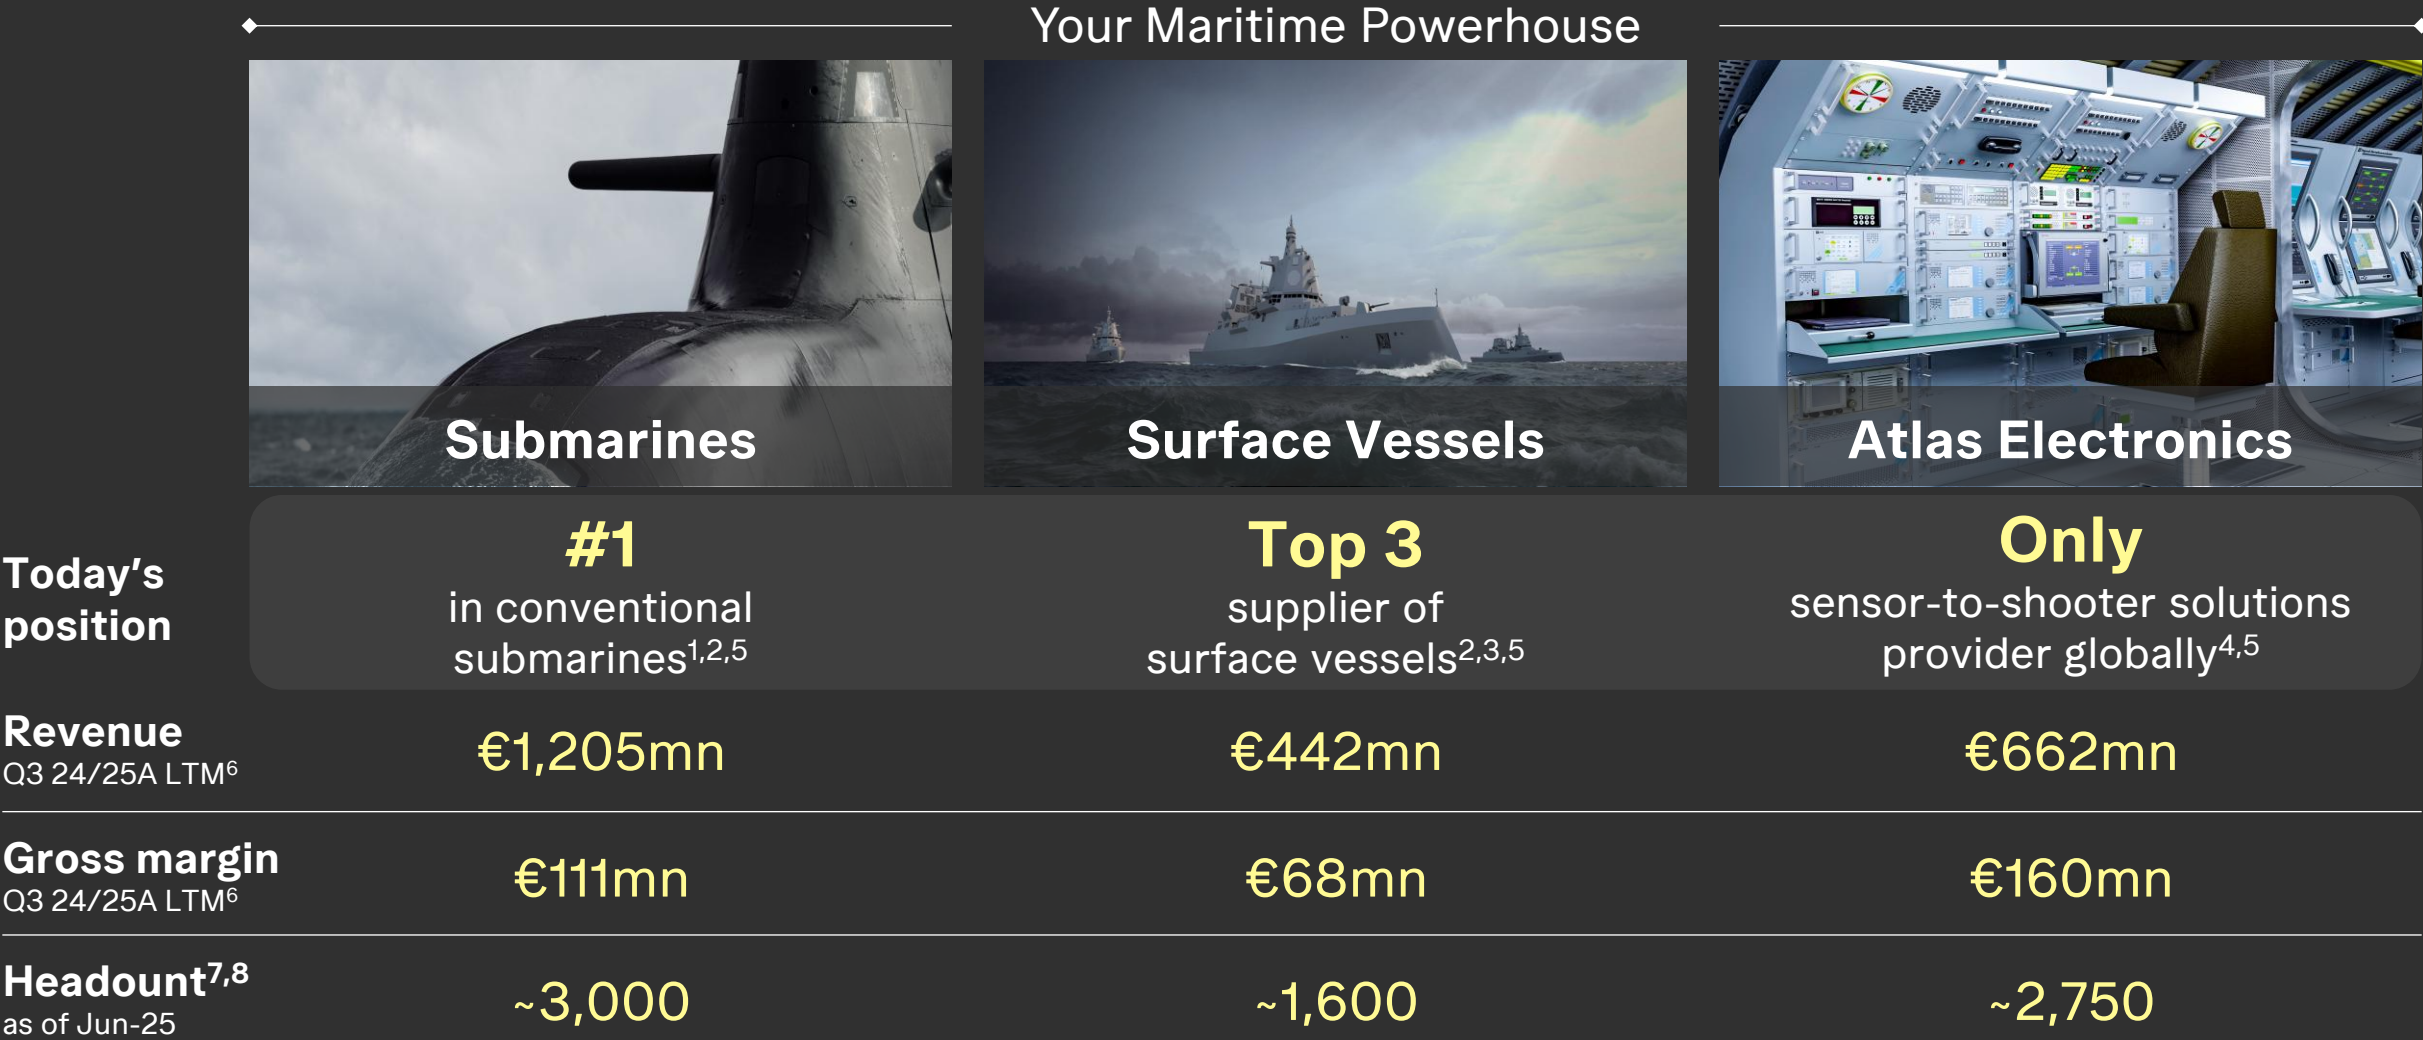 Your Maritime Powerhouse
Submarines
Surface Vessels
Atlas Electronics
Today’s
position
#1
in conventional
submarines1,2,5
Top 3
supplier of
surface vessels2,3,5
Only
sensor-to-shooter solutions
provider globally4,5
Revenue
Q3 24/25A LTM6
€1,205mn
€442mn
€662mn
Gross margin
Q3 24/25A LTM6
€111mn
€68mn
€160mn
Headount7,8
as of Jun-25
~3,000
~1,600
~2,750